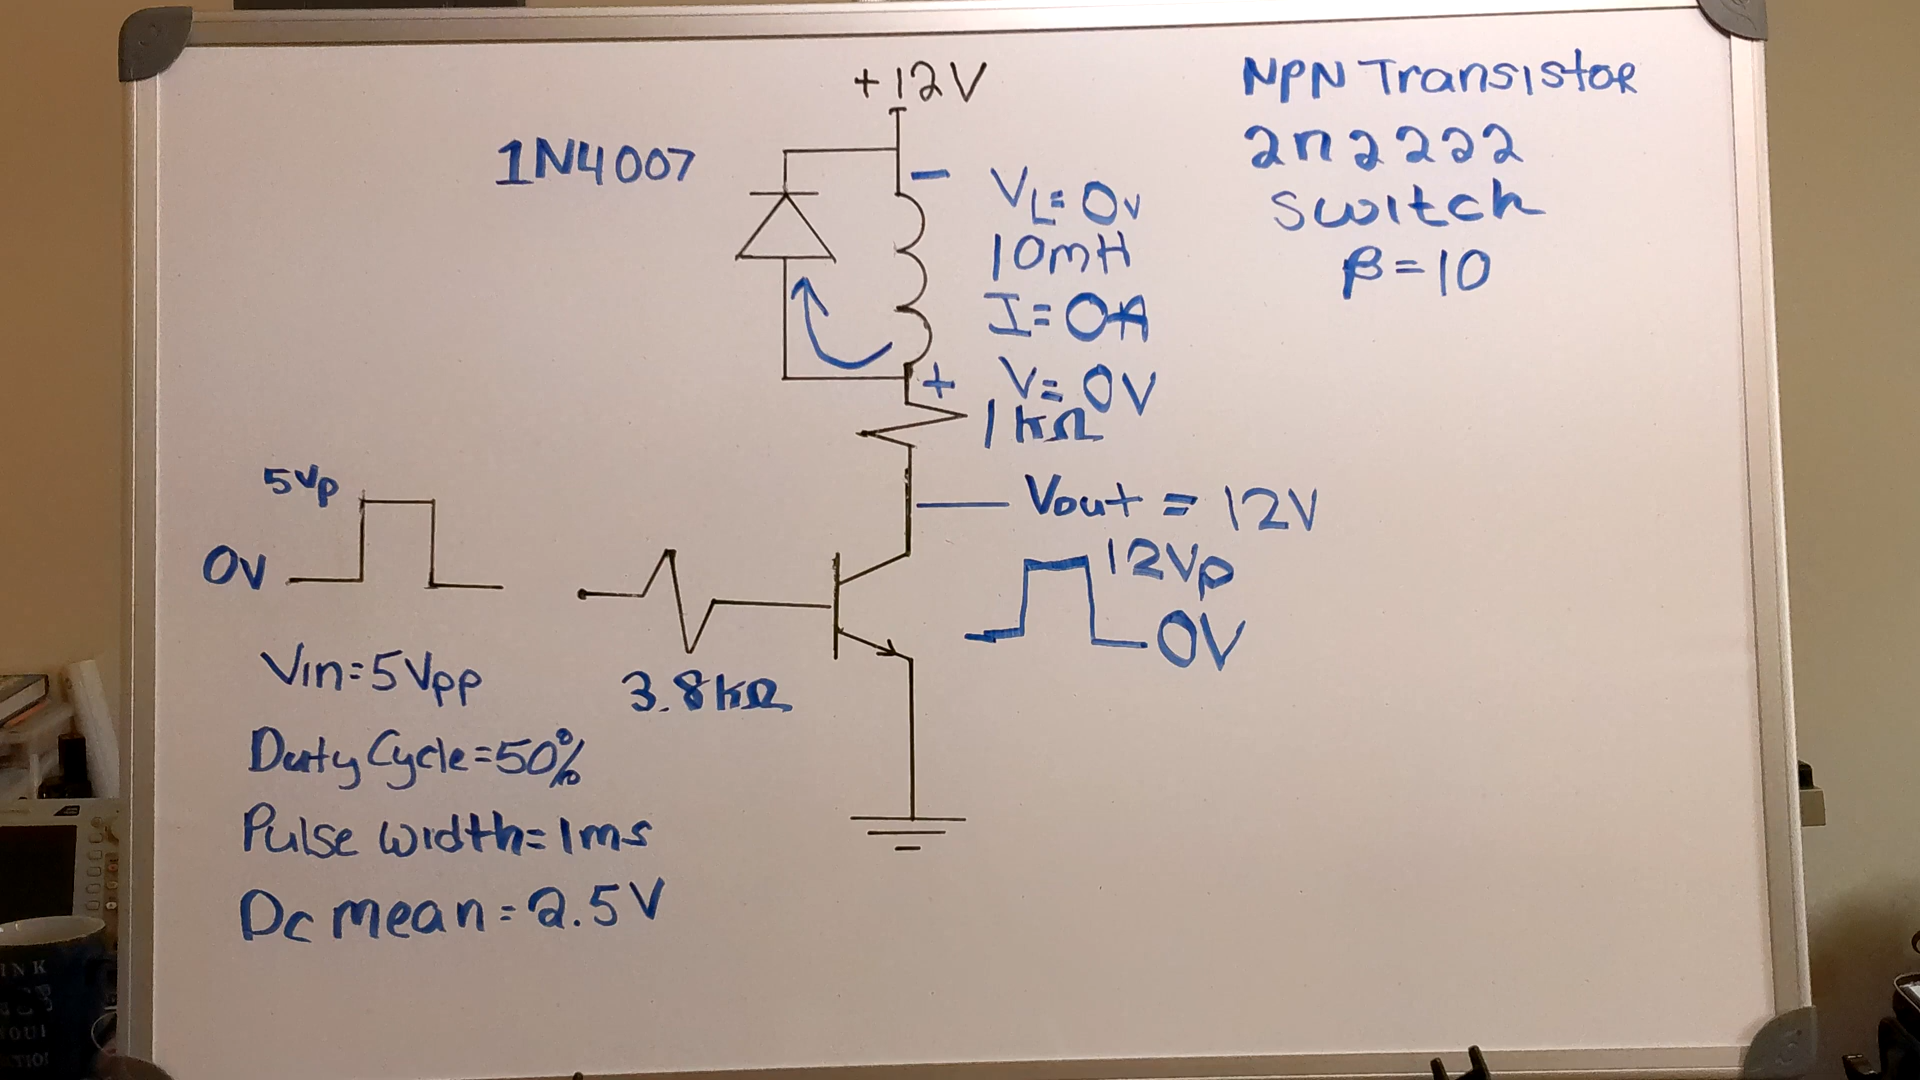 +12V
1N4007
VL=0v
10mH
I=0A
V=0V
1kΩ
NPN Transistor
2n2222
Switch
β=10
5Vp
0v
Vout = 12V
12Vp
0V
3.8kΩ
Vin=5Vpp
Duty Cycle=50%
Pulse width=1ms
Dc mean=2.5V
INK